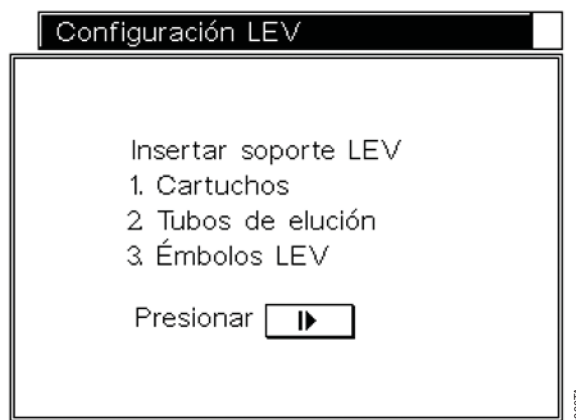 Configuración LEV
Insertar soporte LEV
1. Cartuchos
2. Tubos de elución
3. Émbolos LEV
Presionar